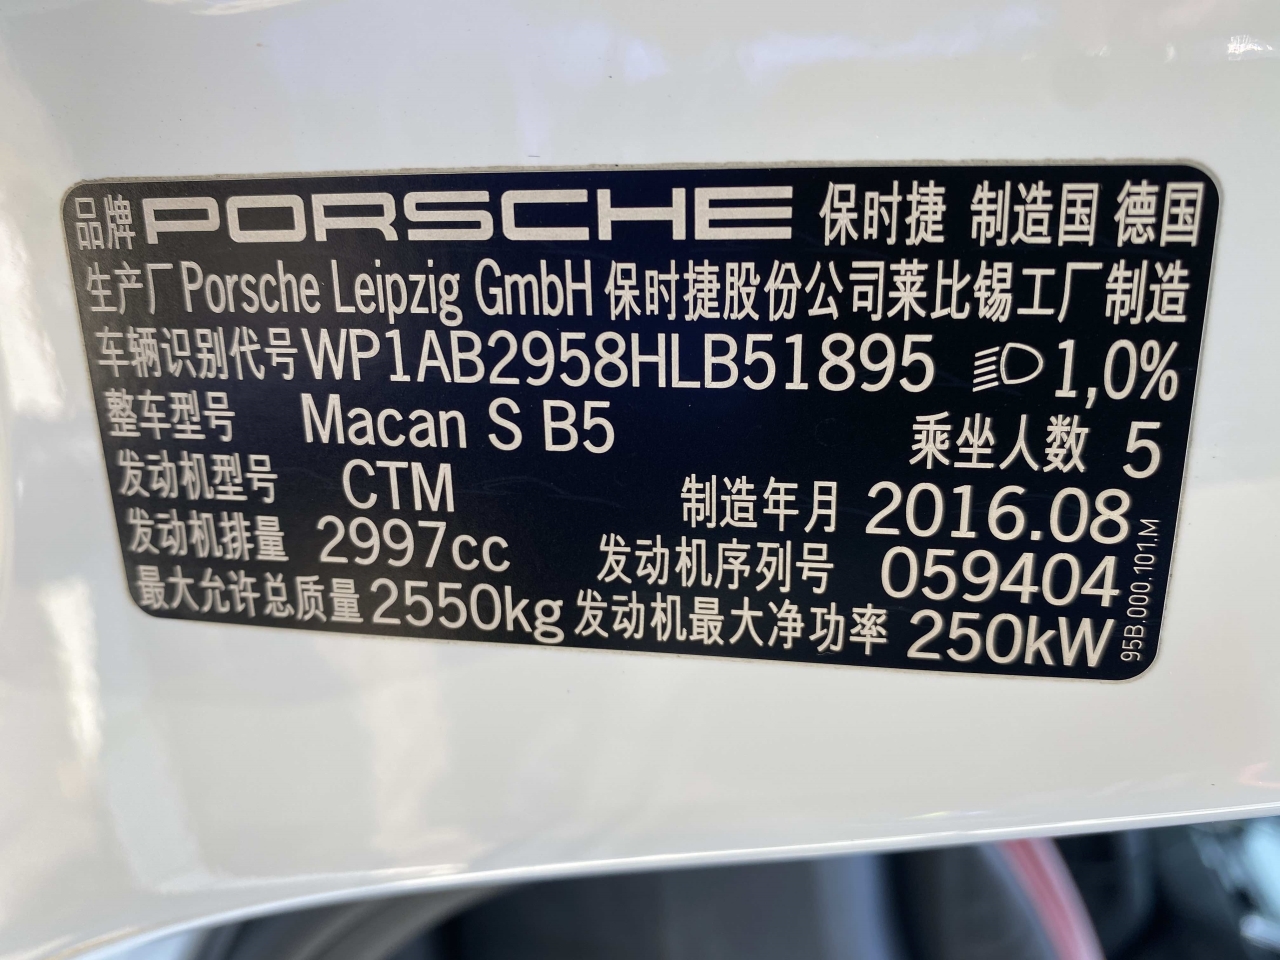 品牌 PORSCHE 保时捷 制造国 德国
生产厂 Porsche Leipzig GmbH 保时捷股份公司莱比锡工厂 制造
车辆识别代号 WP1AB2958HLB51895 1,0%
整车型号 Macan S B5 乘坐人数 5
发动机型号 CTM 制造年月 2016.08
发动机排量 2997cc 发动机序列号 059404
最大允许总质量 2550kg 发动机最大净功率 250kW
95B.000.101.M